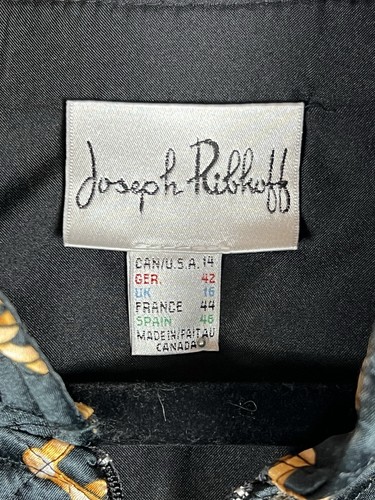 Joseph Ribkoff
CAN/U.S.A. 14
GER. 42
UK 16
FRANCE 44
SPAIN 46
MADE IN/FAIT AU
CANADA